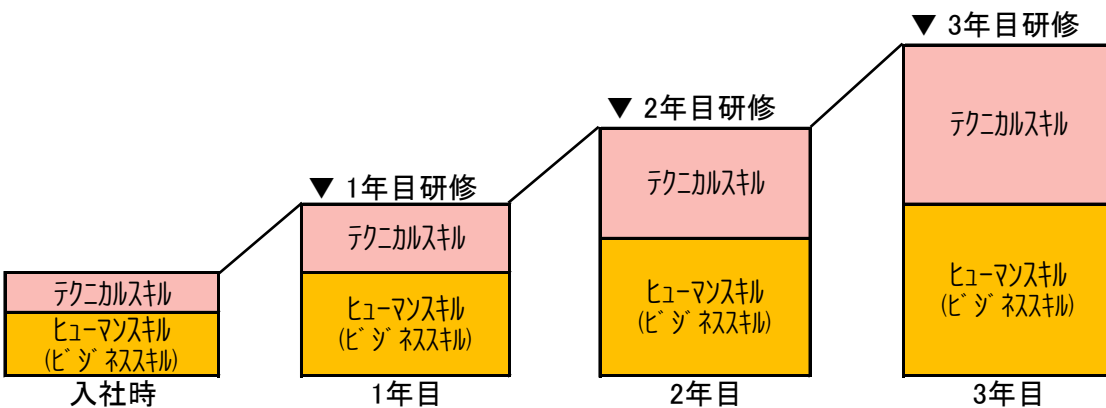 ▼ 3年目研修
▼ 2年目研修
▼ 1年目研修
テクニカルスキル
ヒューマンスキル
(ビジネススキル)
入社時
テクニカルスキル
ヒューマンスキル
(ビジネススキル)
1年目
テクニカルスキル
ヒューマンスキル
(ビジネススキル)
2年目
テクニカルスキル
ヒューマンスキル
(ビジネススキル)
3年目